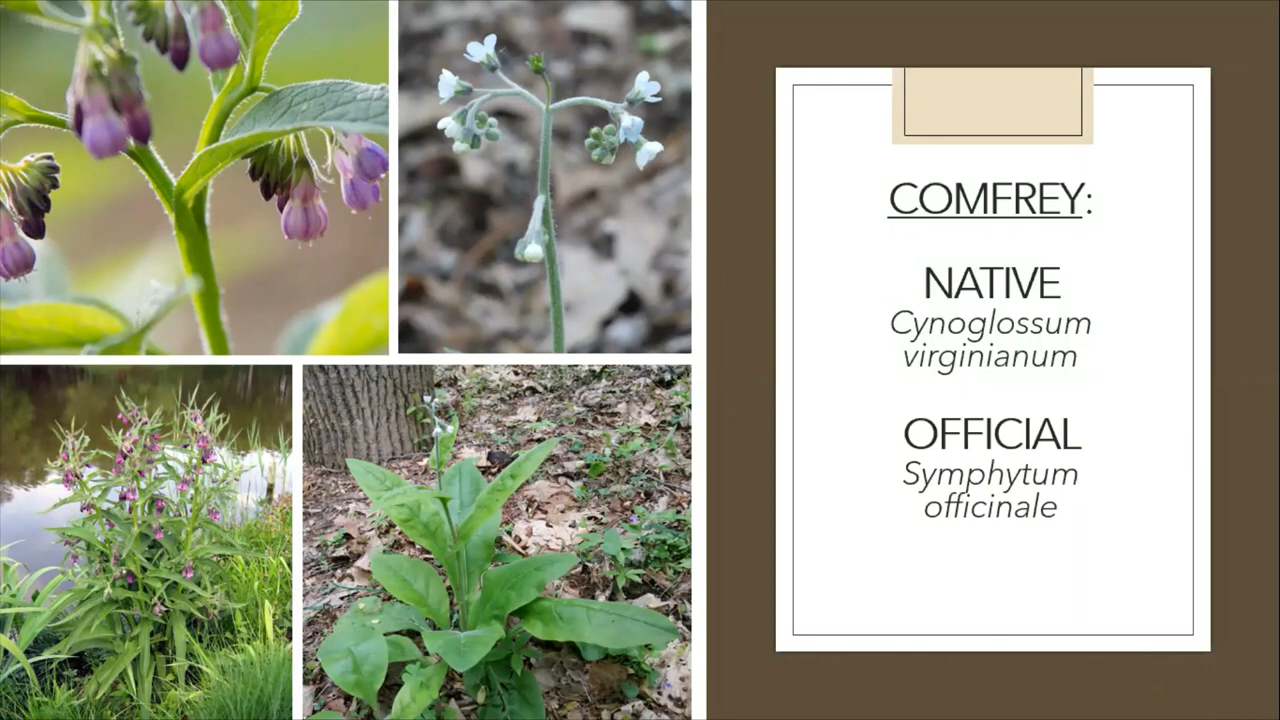 COMFREY:
NATIVE
Cynoglossum
virginianum
OFFICIAL
Symphytum
officinale